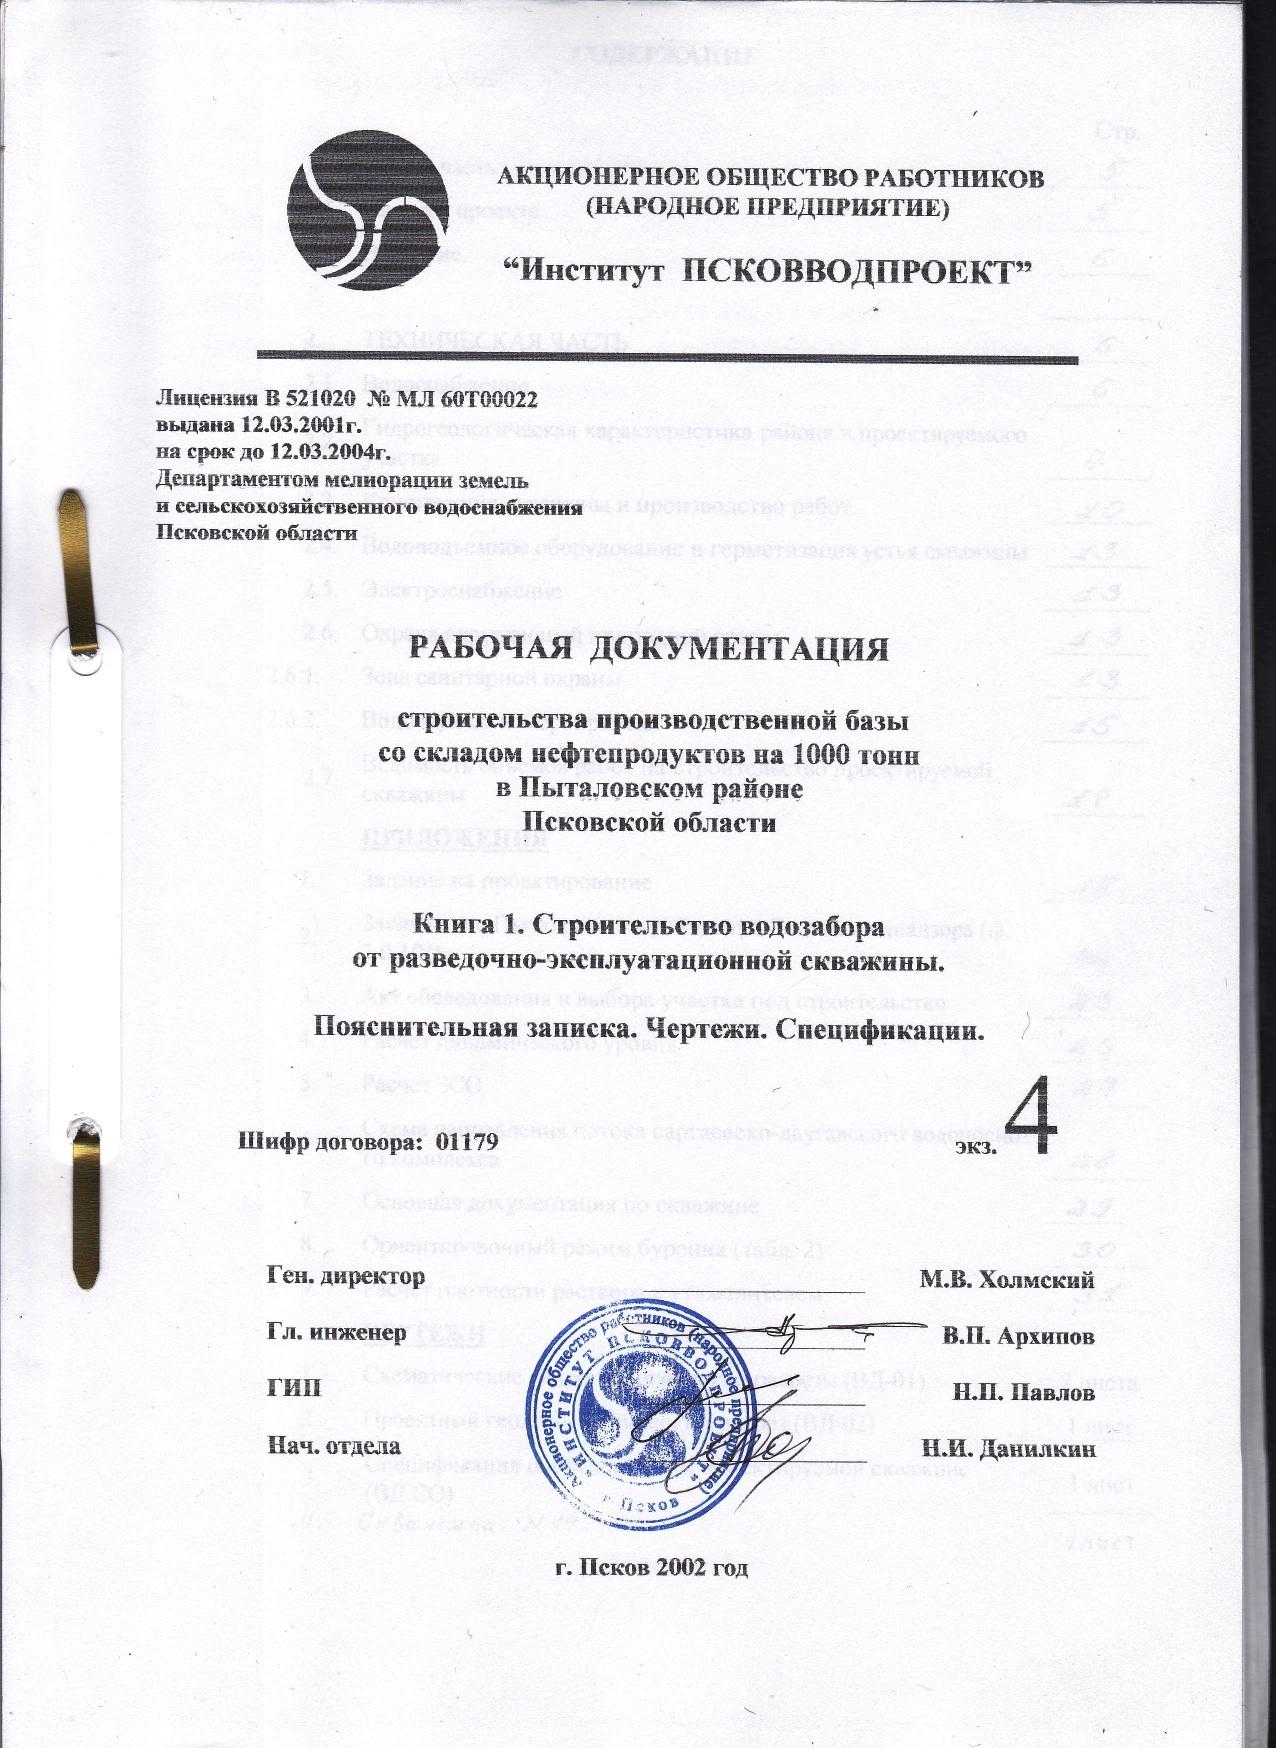 АКЦИОНЕРНОЕ ОБЩЕСТВО РАБОТНИКОВ
(НАРОДНОЕ ПРЕДПРИЯТИЕ)
“Институт ПСКОВВОДПРОЕКТ”
Лицензия В 521020 № МЛ 60Т00022
выдана 12.03.2001г.
на срок до 12.03.2004г.
Департаментом мелиорации земель
и сельскохозяйственного водоснабжения
Псковской области
РАБОЧАЯ ДОКУМЕНТАЦИЯ
строительства производственной базы
со складом нефтепродуктов на 1000 тонн
в Пыталовском районе
Псковской области
Книга 1. Строительство водозабора
от разведочно-эксплуатационной скважины.
Пояснительная записка. Чертежи. Спецификации.
Шифр договора: 01179 экз. 4
Ген. директор М.В. Холмский
Гл. инженер В.П. Архипов
ГИП Н.П. Павлов
Нач. отдела Н.И. Данилкин
Акционерное общество работников (народное предприятие)
"ИНСТИТУТ ПСКОВВОДПРОЕКТ"
г Псков
г. Псков 2002 год